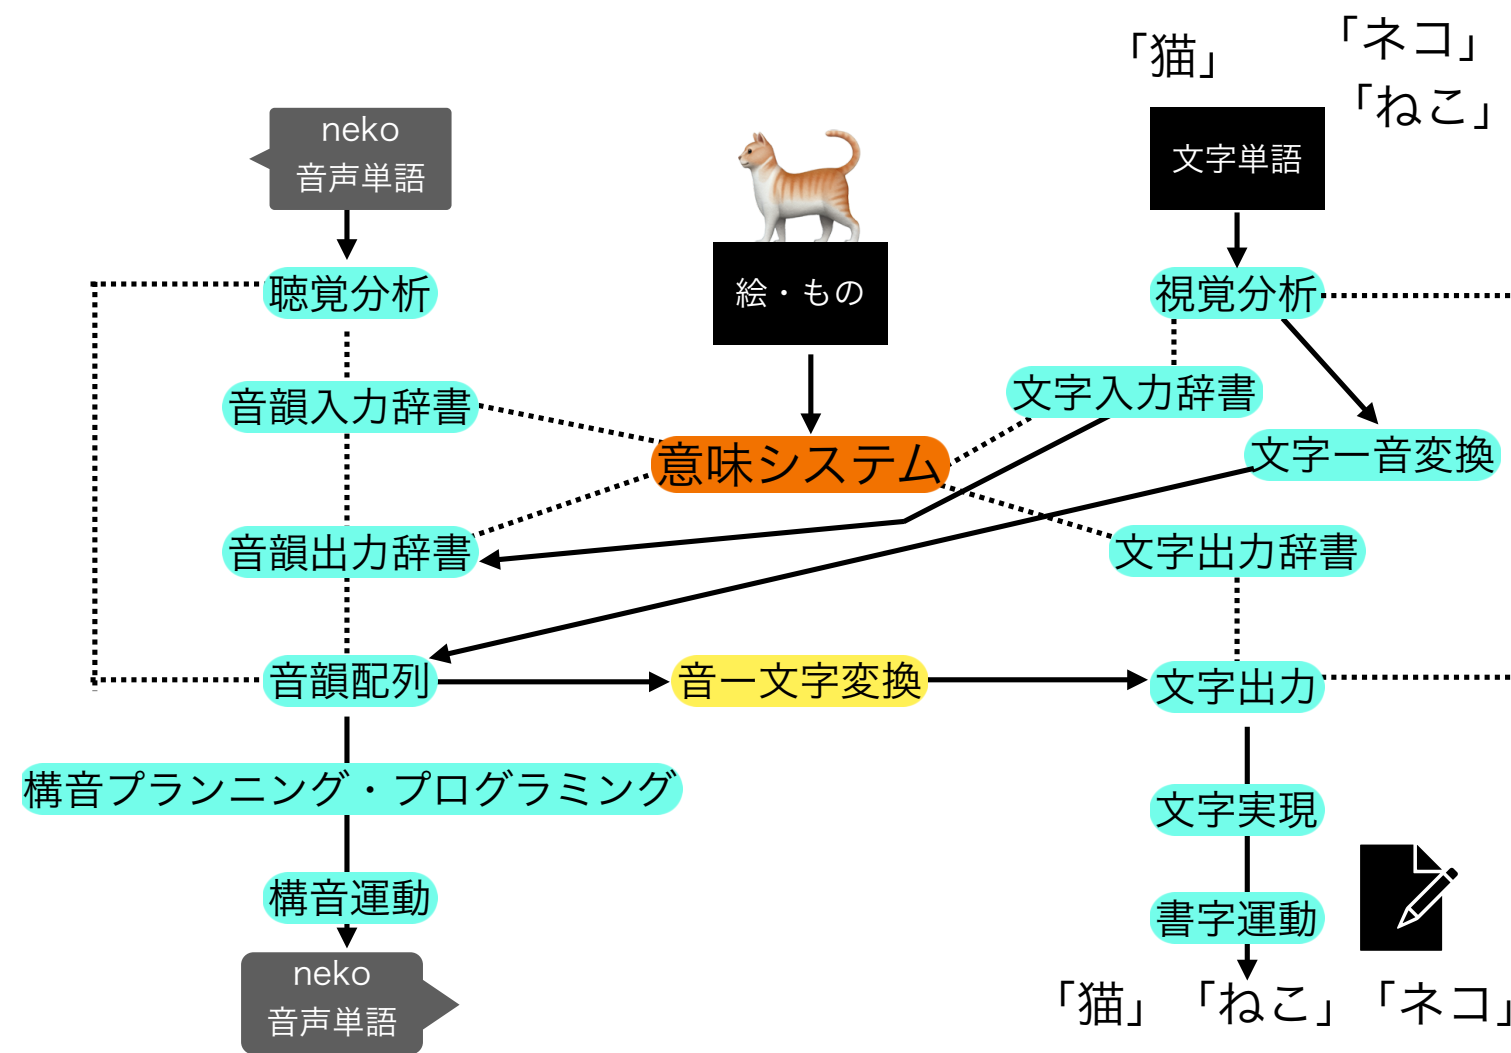 「猫」
「ネコ」
「ねこ」
neko
音声単語
文字単語
絵・もの
聴覚分析
視覚分析
音韻入力辞書
文字入力辞書
意味システム
文字ー音変換
音韻出力辞書
文字出力辞書
音韻配列
音ー文字変換
文字出力
構音プランニング・プログラミング
文字実現
構音運動
書字運動
neko
音声単語
「猫」「ねこ」「ネコ」